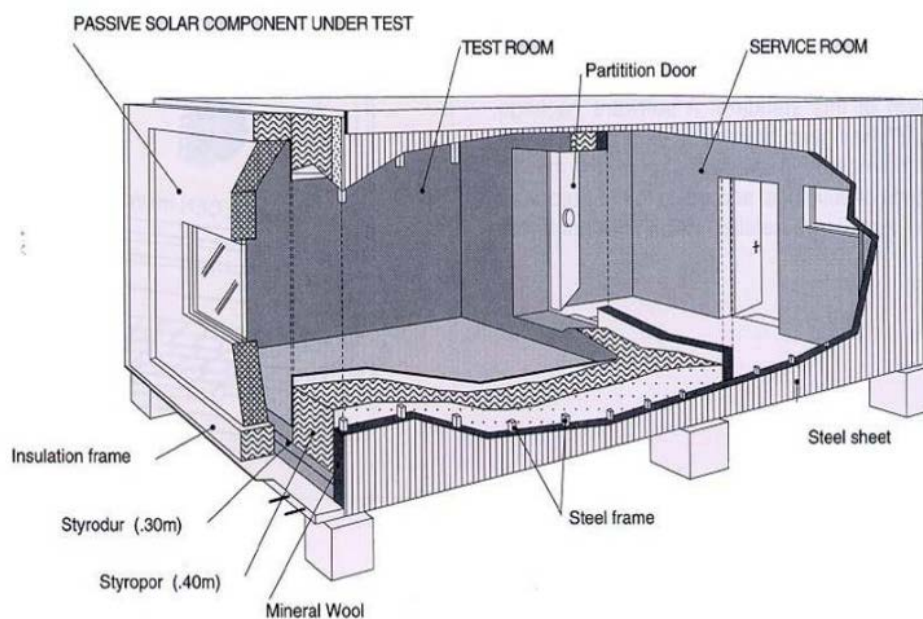 PASSIVE SOLAR COMPONENT UNDER TEST
TEST ROOM
SERVICE ROOM
Partitition Door
Steel sheet
Insulation frame
Styrodur (.30m)
Steel frame
Styropor (.40m)
Mineral Wool